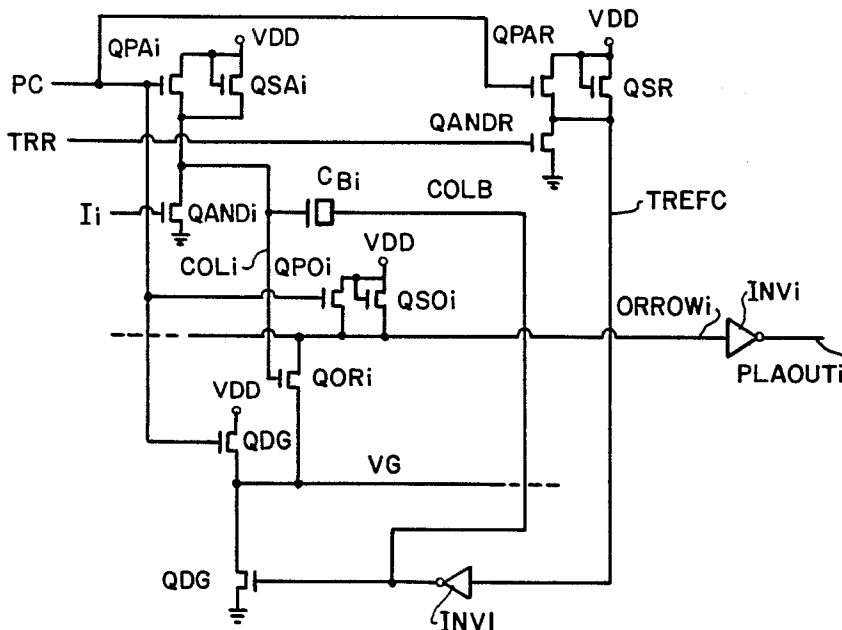 VDD
VDD
QPAi
QPAR
PC
QSAi
QSR
QANDR
TRR
CBi
COLB
TREFC
Ii
QANDi
VDD
COLi
QPOi
QSOi
INVi
ORROWi
VDD
QORi
PLAOUTi
QDG
VG
QDG
INVI